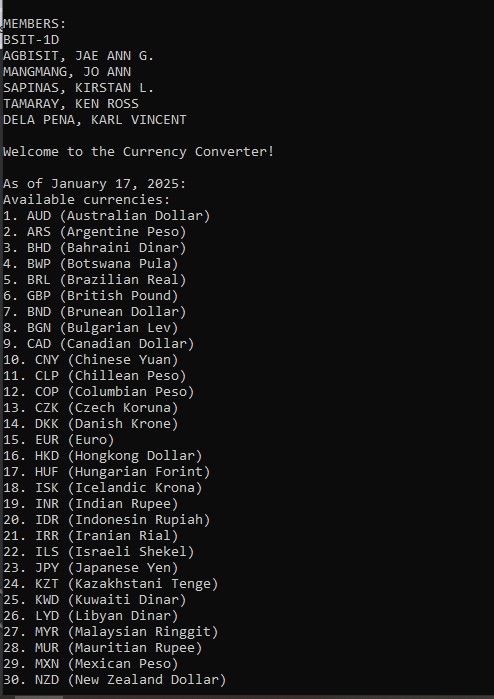 MEMBERS:
BSIT-1D
AGBISIT, JAE ANN G.
MANGMANG, JO ANN
SAPINAS, KIRSTAN L.
TAMARAY, KEN ROSS
DELA PENA, KARL VINCENT
Welcome to the Currency Converter!
As of January 17, 2025:
Available currencies:
1. AUD (Australian Dollar)
2. ARS (Argentine Peso)
3. BHD (Bahraini Dinar)
4. BWP (Botswana Pula)
5. BRL (Brazilian Real)
6. GBP (British Pound)
7. BND (Brunean Dollar)
8. BGN (Bulgarian Lev)
9. CAD (Canadian Dollar)
10. CNY (Chinese Yuan)
11. CLP (Chillean Peso)
12. COP (Columbian Peso)
13. CZK (Czech Koruna)
14. DKK (Danish Krone)
15. EUR (Euro)
16. HKD (Hongkong Dollar)
17. HUF (Hungarian Forint)
18. ISK (Icelandic Krona)
19. INR (Indian Rupee)
20. IDR (Indonesin Rupiah)
21. IRR (Iranian Rial)
22. ILS (Israeli Shekel)
23. JPY (Japanese Yen)
24. KZT (Kazakhstani Tenge)
25. KWD (Kuwaiti Dinar)
26. LYD (Libyan Dinar)
27. MYR (Malaysian Ringgit)
28. MUR (Mauritian Rupee)
29. MXN (Mexican Peso)
30. NZD (New Zealand Dollar)